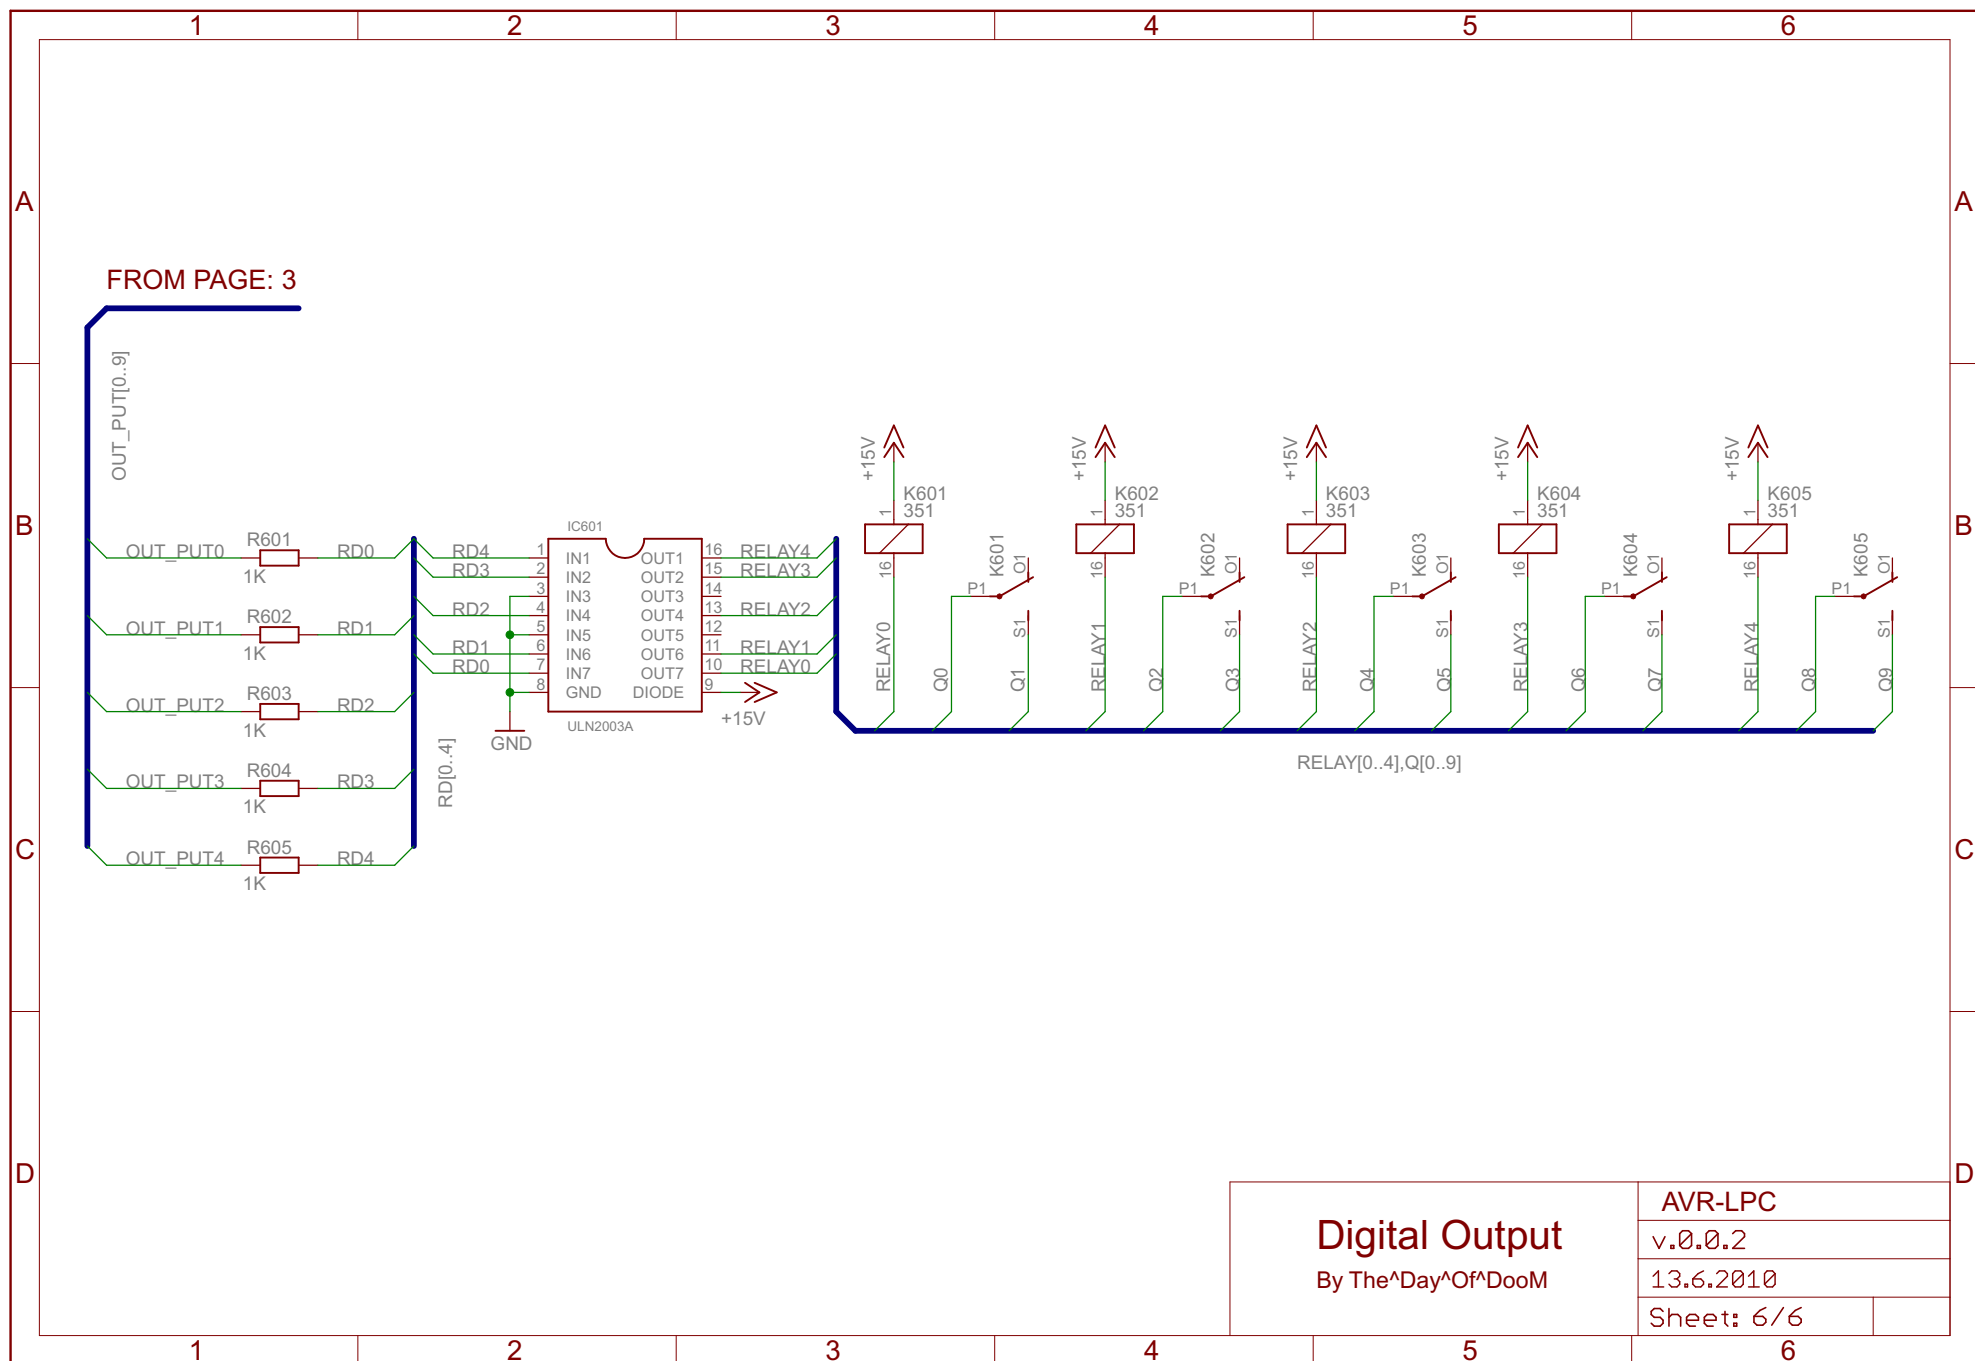 1 2 3 4 5 6
A A
FROM PAGE: 3
OUT_PUT[0..9]
B B
OUT_PUT0 R601 1K RD0
OUT_PUT1 R602 1K RD1
OUT_PUT2 R603 1K RD2
OUT_PUT3 R604 1K RD3
OUT_PUT4 R605 1K RD4
RD[0..4]
IC601
RD4 1 IN1 OUT1 16 RELAY4
RD3 2 IN2 OUT2 15 RELAY3
3 IN3 OUT3 14
RD2 4 IN4 OUT4 13 RELAY2
5 IN5 OUT5 12
RD1 6 IN6 OUT6 11 RELAY1
RD0 7 IN7 OUT7 10 RELAY0
8 GND DIODE 9
ULN2003A
GND
+15V
+15V
K601
351
1
16
RELAY0
K601
P1
O1
S1
Q0
Q1
+15V
K602
351
1
16
RELAY1
K602
P1
O1
S1
Q2
Q3
+15V
K603
351
1
16
RELAY2
K603
P1
O1
S1
Q4
Q5
+15V
K604
351
1
16
RELAY3
K604
P1
O1
S1
Q6
Q7
+15V
K605
351
1
16
RELAY4
K605
P1
O1
S1
Q8
Q9
RELAY[0..4],Q[0..9]
C C
D D
Digital Output
By The^Day^Of^DooM
AVR-LPC
v.0.0.2
13.6.2010
Sheet: 6/6
1 2 3 4 5 6